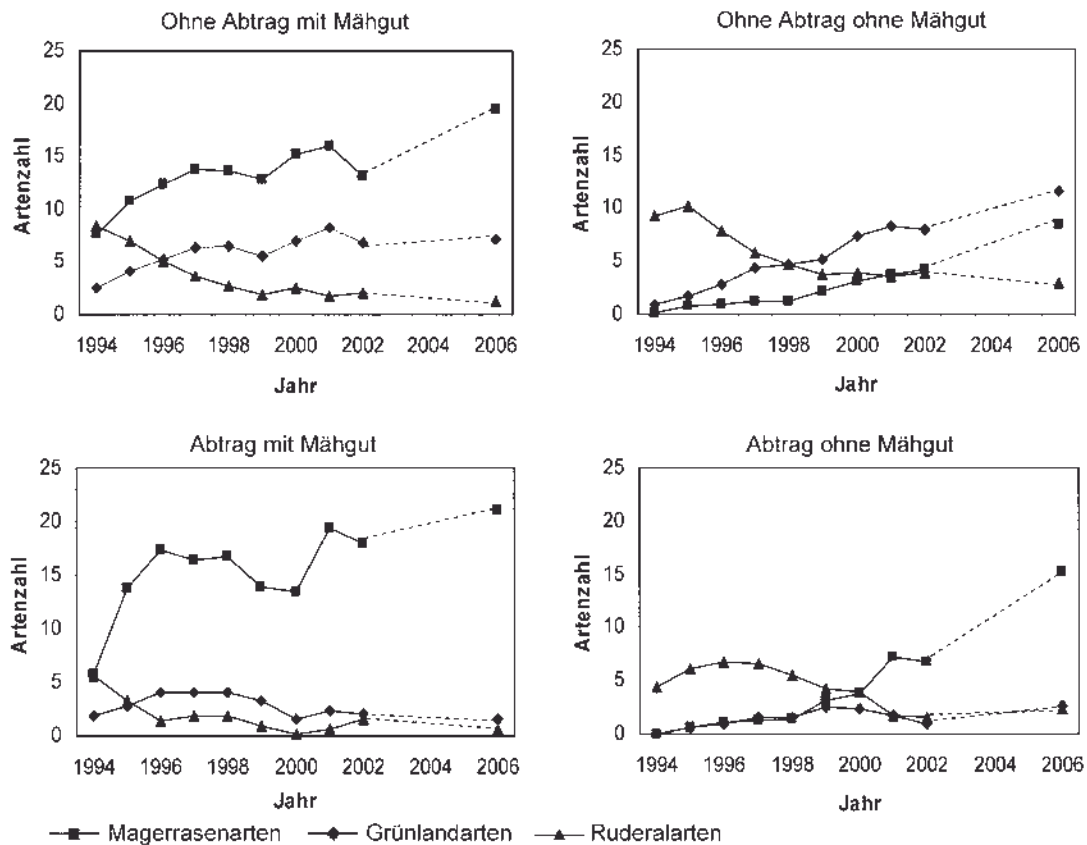 Ohne Abtrag mit Mähgut
Ohne Abtrag ohne Mähgut
25
20
15
10
5
0
Artenzahl
1994 1996 1998 2000 2002 2004 2006
Jahr
25
20
15
10
5
0
Artenzahl
1994 1996 1998 2000 2002 2004 2006
Jahr
Abtrag mit Mähgut
Abtrag ohne Mähgut
25
20
15
10
5
0
Artenzahl
1994 1996 1998 2000 2002 2004 2006
Jahr
25
20
15
10
5
0
Artenzahl
1994 1996 1998 2000 2002 2004 2006
Jahr
Magerrasenarten Grünlandarten Ruderalarten